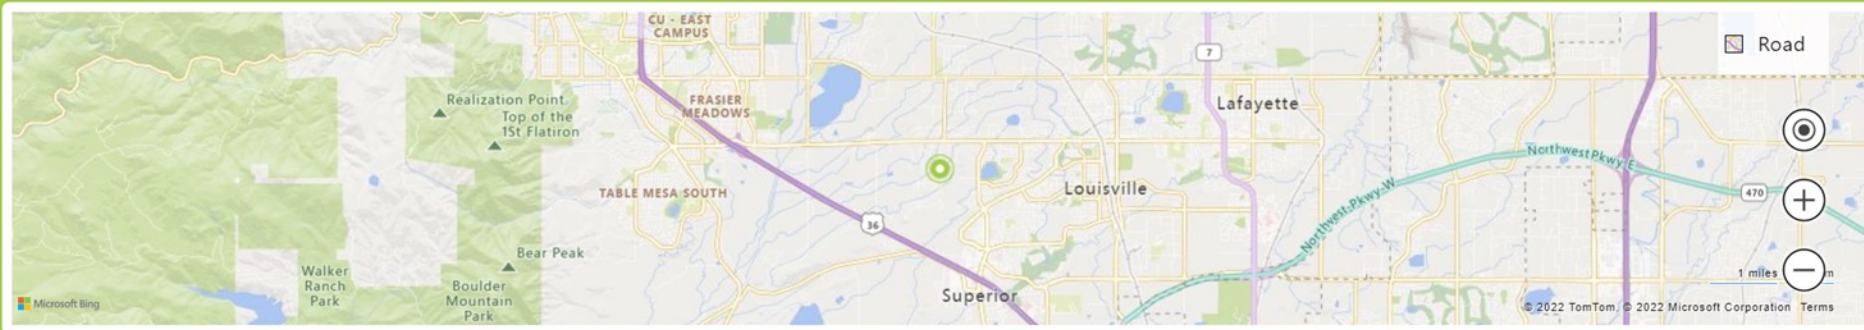 CU - EAST
CAMPUS
7
Road
Realization Point
Top of the
1St Flatiron
FRASIER
MEADOWS
Lafayette
Northwest Pkwy E
TABLE MESA SOUTH
Louisville
Northwest Pkwy W
470
36
Bear Peak
Walker
Ranch
Park
Boulder
Mountain
Park
Superior
1 miles
Microsoft Bing
© 2022 TomTom, © 2022 Microsoft Corporation Terms